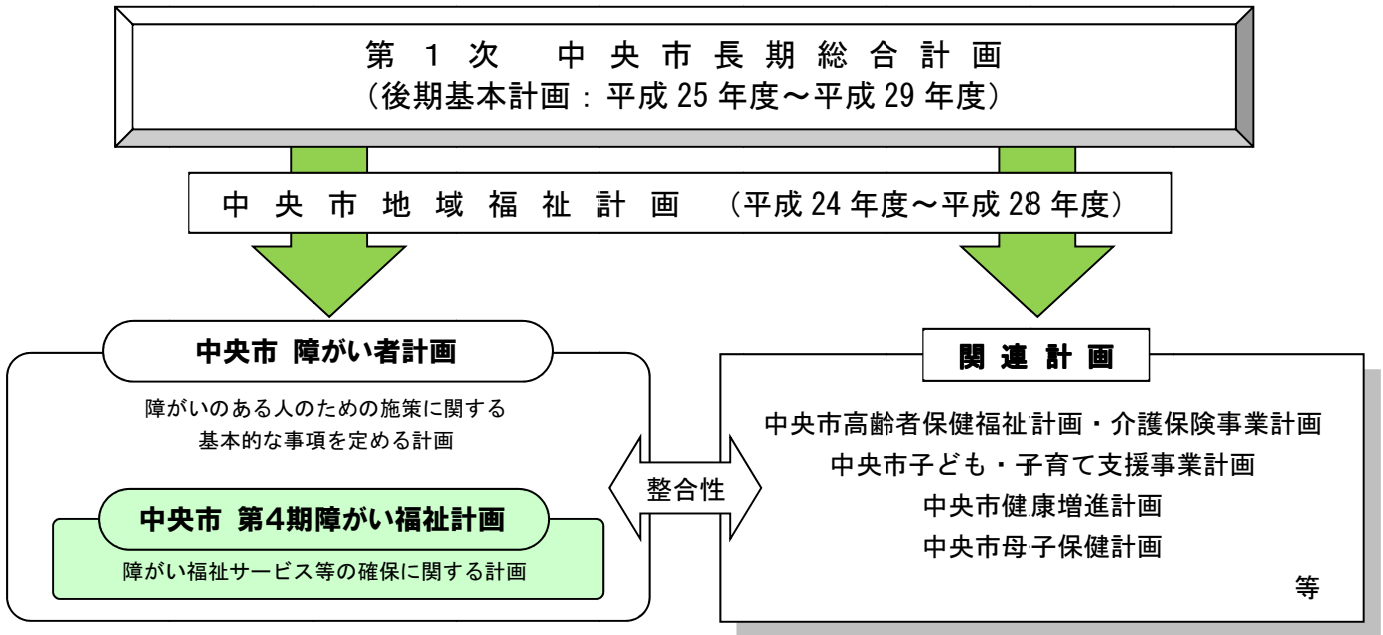 第 1 次　中 央 市 長 期 総 合 計 画
（後期基本計画：平成 25 年度～平成 29 年度）
中 央 市 地 域 福 祉 計 画　（平成 24 年度～平成 28 年度）
中央市 障がい者計画
障がいのある人のための施策に関する
基本的な事項を定める計画
中央市 第4期障がい福祉計画
障がい福祉サービス等の確保に関する計画
整合性
関 連 計 画
中央市高齢者保健福祉計画・介護保険事業計画
中央市子ども・子育て支援事業計画
中央市健康増進計画
中央市母子保健計画
等